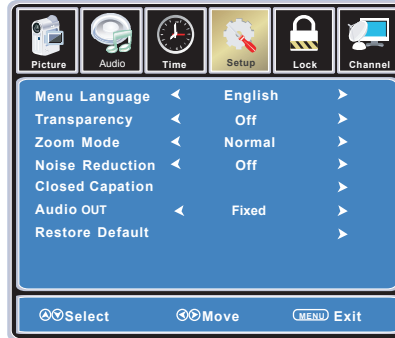 Picture Audio Time Setup Lock Channel
Menu Language English
Transparency Off
Zoom Mode Normal
Noise Reduction Off
Closed Capation
Audio OUT Fixed
Restore Default
Select Move MENU Exit